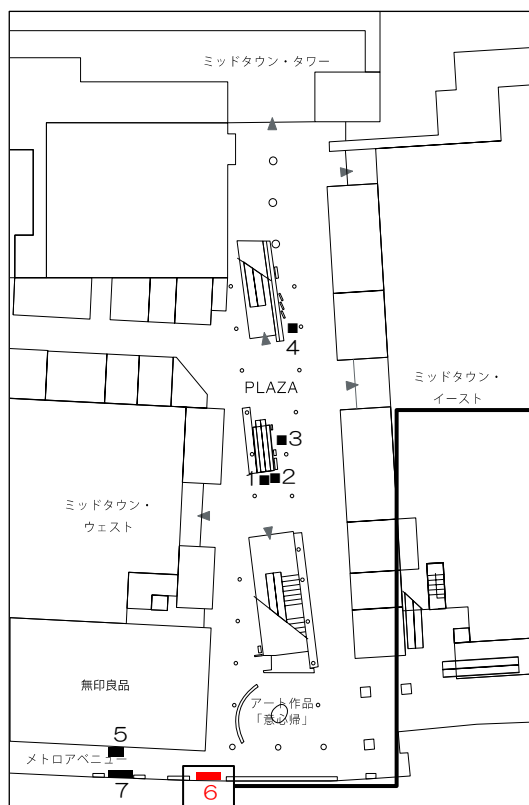 ミッドタウン・タワー
4
PLAZA
ミッドタウン・
イースト
3
1
2
ミッドタウン・
ウェスト
無印良品
アート作品
「意心帰」
5
メトロアベニュー
7
6